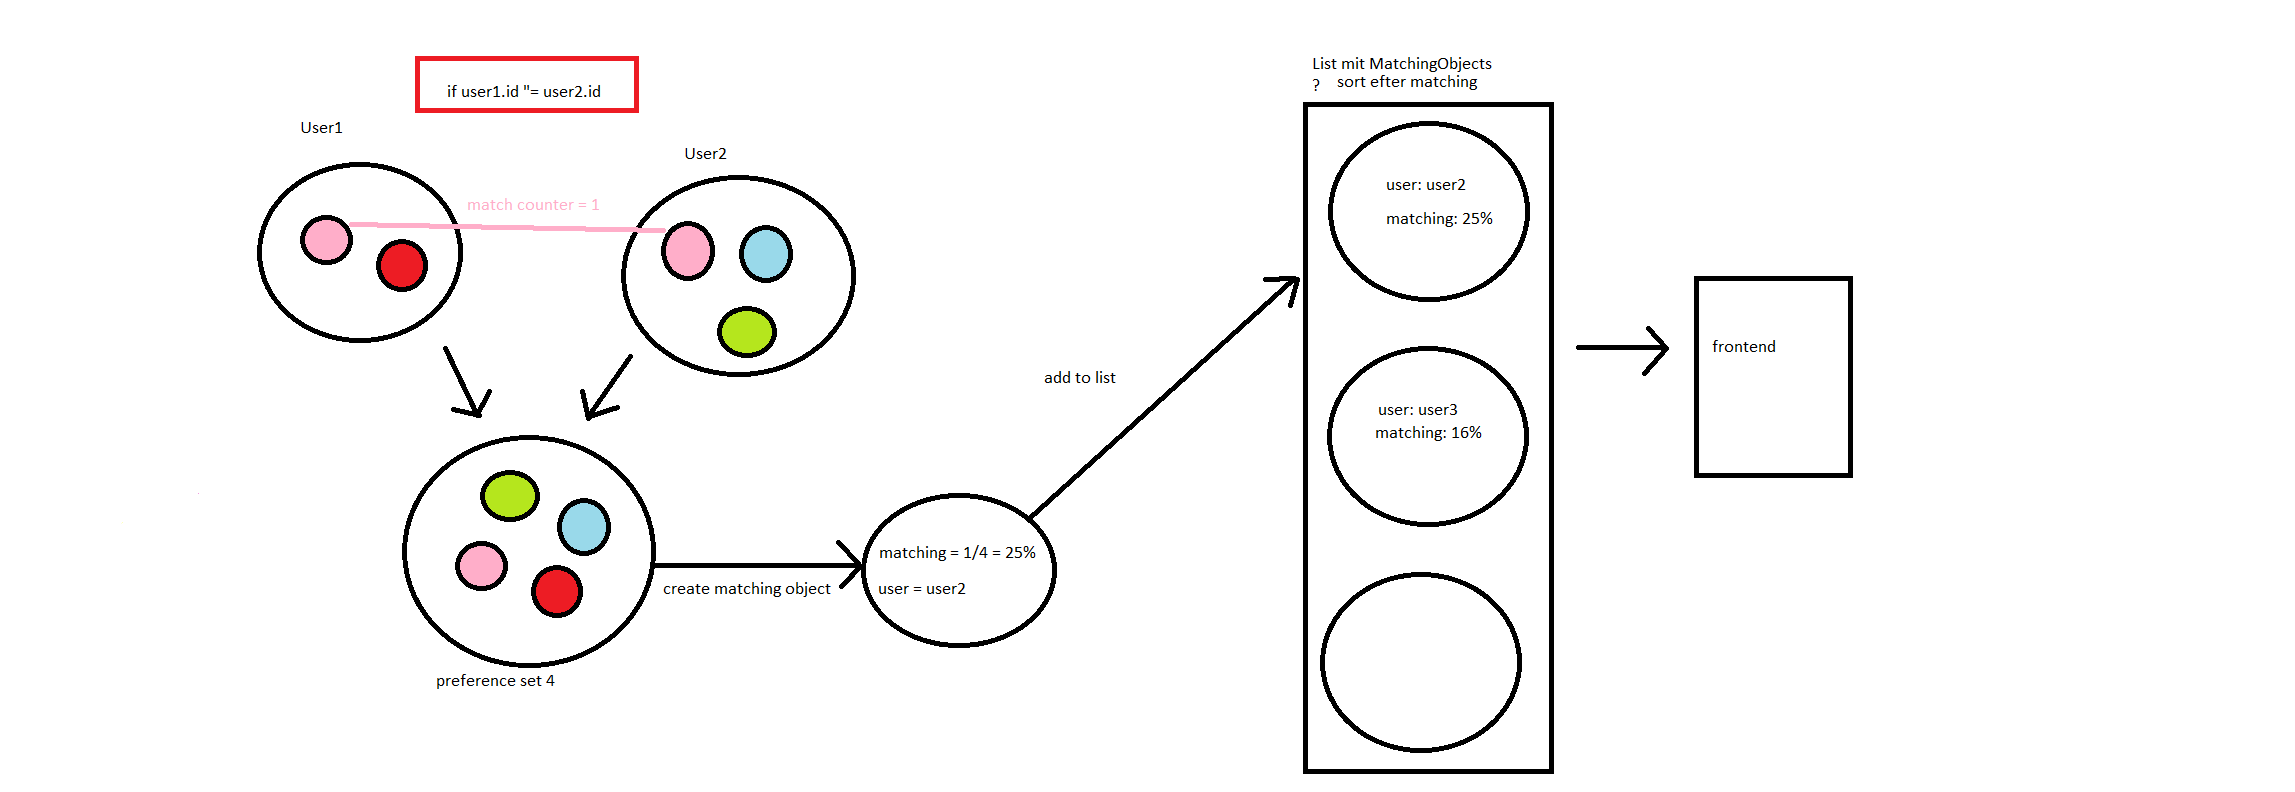 if user1.id "= user2.id
User1
User2
match counter = 1
preference set 4
create matching object
matching = 1/4 = 25%
user = user2
add to list
List mit MatchingObjects
? sort efter matching
user: user2
matching: 25%
user: user3
matching: 16%
frontend